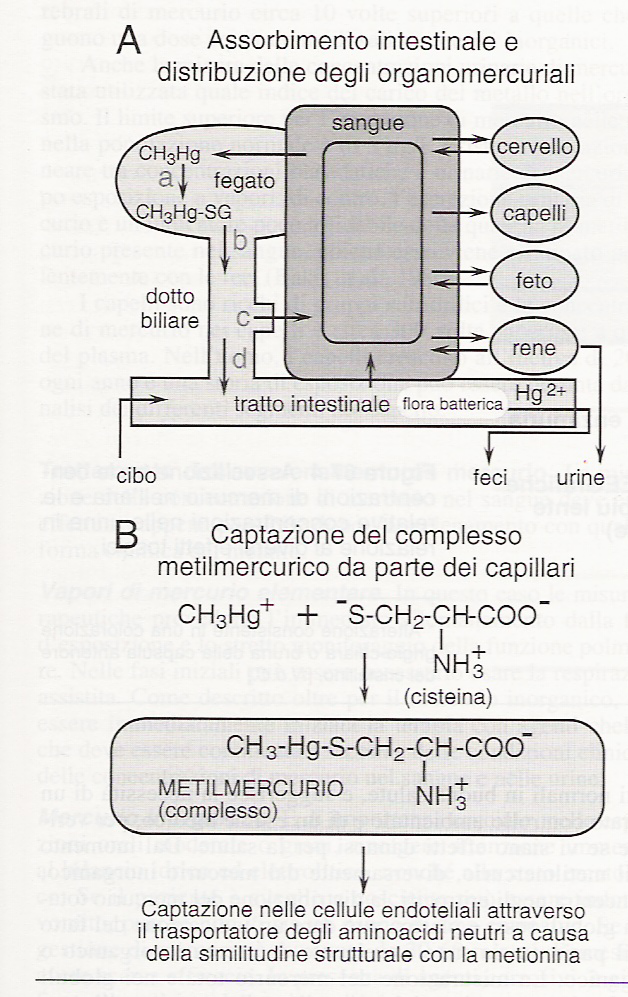 A
Assorbimento intestinale e
distribuzione degli organomercuriali
sangue
cervello
CH3Hg
a
fegato
CH3Hg-SG
capelli
b
feto
dotto
biliare
c
rene
d
tratto intestinale
flora batterica
Hg2+
cibo
feci
urine
B
Captazione del complesso
metilmercurico da parte dei capillari
CH3Hg+ + -S-CH2-CH-COO-
NH3+
(cisteina)
CH3-Hg-S-CH2-CH-COO-
METILMERCURIO
(complesso)
NH3+
Captazione nelle cellule endoteliali attraverso
il trasportatore degli aminoacidi neutri a causa
della similitudine strutturale con la metionina